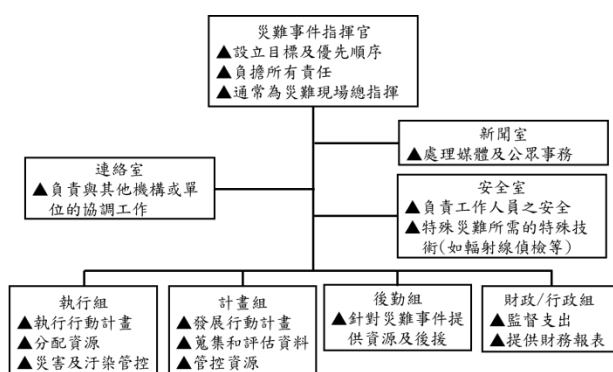 災難事件指揮官
▲設立目標及優先順序
▲負擔所有責任
▲通常為災難現場總指揮
新聞室
▲處理媒體及公眾事務
連絡室
▲負責與其他機構或單
位的協調工作
安全室
▲負責工作人員之安全
▲特殊災難所需的特殊技
術(如輻射線偵檢等)
執行組
▲執行行動計畫
▲分配資源
▲災害及汙染管控
計畫組
▲發展行動計畫
▲蒐集和評估資料
▲管控資源
後勤組
▲針對災難事件提
供資源及後援
財政/行政組
▲監督支出
▲提供財務報表